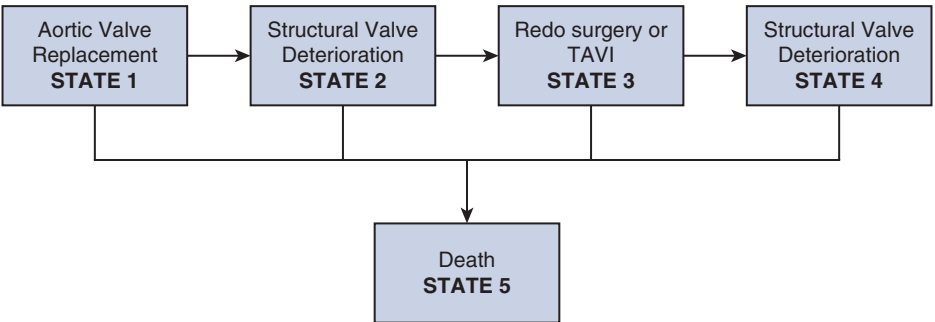 Aortic Valve
Replacement
STATE 1
Structural Valve
Deterioration
STATE 2
Redo surgery or
TAVI
STATE 3
Structural Valve
Deterioration
STATE 4
Death
STATE 5